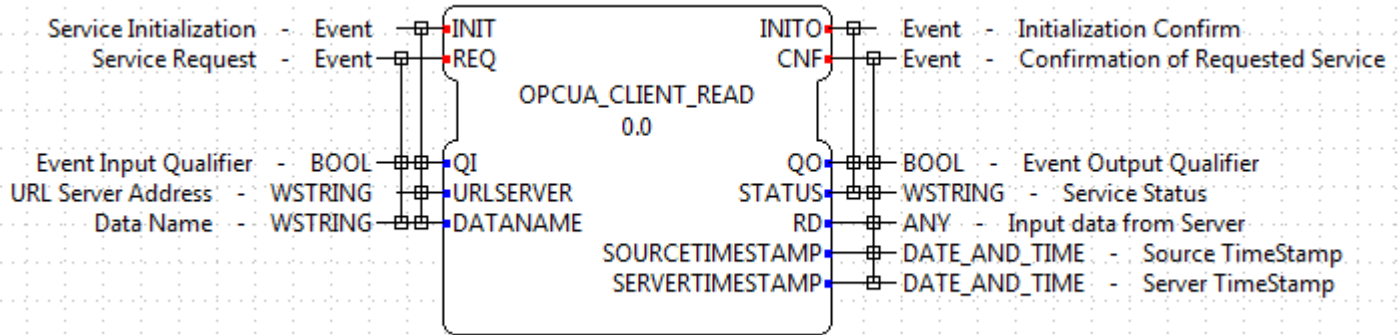 Service Initialization - Event INIT INITO Event - Initialization Confirm
Service Request - Event REQ CNF Event - Confirmation of Requested Service
OPCUA_CLIENT_READ
0.0
Event Input Qualifier - BOOL QI QO BOOL - Event Output Qualifier
URL Server Address - WSTRING URLSERVER STATUS WSTRING - Service Status
Data Name - WSTRING DATANAME RD ANY - Input data from Server
SOURCETIMESTAMP DATE_AND_TIME - Source TimeStamp
SERVERTIMESTAMP DATE_AND_TIME - Server TimeStamp